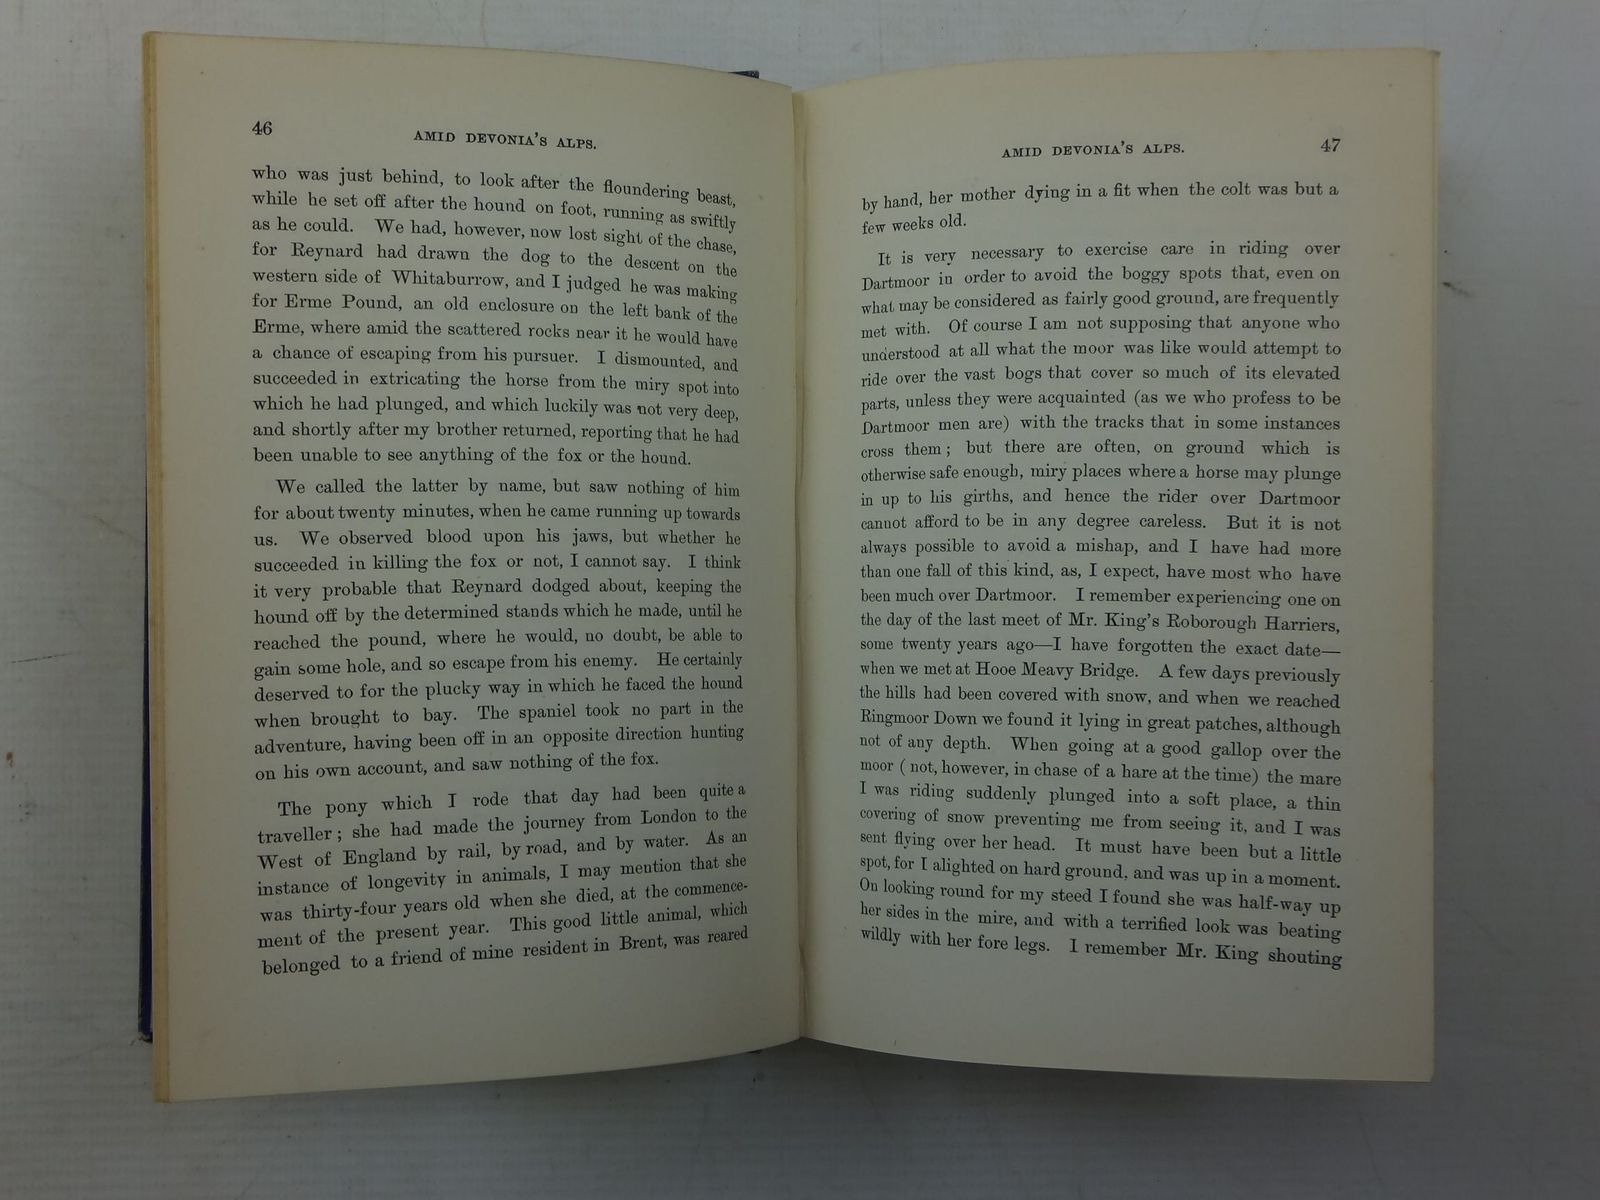 46
AMID DEVONIA'S ALPS.
who was just behind, to look after the floundering beast,
while he set off after the hound on foot, running as swiftly
as he could. We had, however, now lost sight of the chase,
for Reynard had drawn the dog to the descent on the
western side of Whitaburrow, and I judged he was making
for Erme Pound, an old enclosure on the left bank of the
Erme, where amid the scattered rocks near it he would have
a chance of escaping from his pursuer. I dismounted, and
succeeded in extricating the horse from the miry spot into
which he had plunged, and which luckily was not very deep,
and shortly after my brother returned, reporting that he had
been unable to see anything of the fox or the hound.
We called the latter by name, but saw nothing of him
for about twenty minutes, when he came running up towards
us. We observed blood upon his jaws, but whether he
succeeded in killing the fox or not, I cannot say. I think
it very probable that Reynard dodged about, keeping the
hound off by the determined stands which he made, until he
reached the pound, where he would, no doubt, be able to
gain some hole, and so escape from his enemy. He certainly
deserved to for the plucky way in which he faced the hound
when brought to bay. The spaniel took no part in the
adventure, having been off in an opposite direction hunting
on his own account, and saw nothing of the fox.
The pony which I rode that day had been quite a
traveller; she had made the journey from London to the
West of England by rail, by road, and by water. As an
instance of longevity in animals, I may mention that she
was thirty-four years old when she died, at the commence-
ment of the present year. This good little animal, which
belonged to a friend of mine resident in Brent, was reared
AMID DEVONIA'S ALPS.
47
by hand, her mother dying in a fit when the colt was but a
few weeks old.
It is very necessary to exercise care in riding over
Dartmoor in order to avoid the boggy spots that, even on
what may be considered as fairly good ground, are frequently
met with. Of course I am not supposing that anyone who
understood at all what the moor was like would attempt to
ride over the vast bogs that cover so much of its elevated
parts, unless they were acquainted (as we who profess to be
Dartmoor men are) with the tracks that in some instances
cross them; but there are often, on ground which is
otherwise safe enough, miry places where a horse may plunge
in up to his girths, and hence the rider over Dartmoor
cannot afford to be in any degree careless. But it is not
always possible to avoid a mishap, and I have had more
than one fall of this kind, as, I expect, have most who have
been much over Dartmoor. I remember experiencing one on
the day of the last meet of Mr. King's Roborough Harriers,
some twenty years ago—I have forgotten the exact date—
when we met at Hooe Meavy Bridge. A few days previously
the hills had been covered with snow, and when we reached
Ringmoor Down we found it lying in great patches, although
not of any depth. When going at a good gallop over the
moor (not, however, in chase of a hare at the time) the mare
I was riding suddenly plunged into a soft place, a thin
covering of snow preventing me from seeing it, and I was
sent flying over her head. It must have been but a little
spot, for I alighted on hard ground, and was up in a moment.
On looking round for my steed I found she was half-way up
her sides in the mire, and with a terrified look was beating
wildly with her fore legs. I remember Mr. King shouting